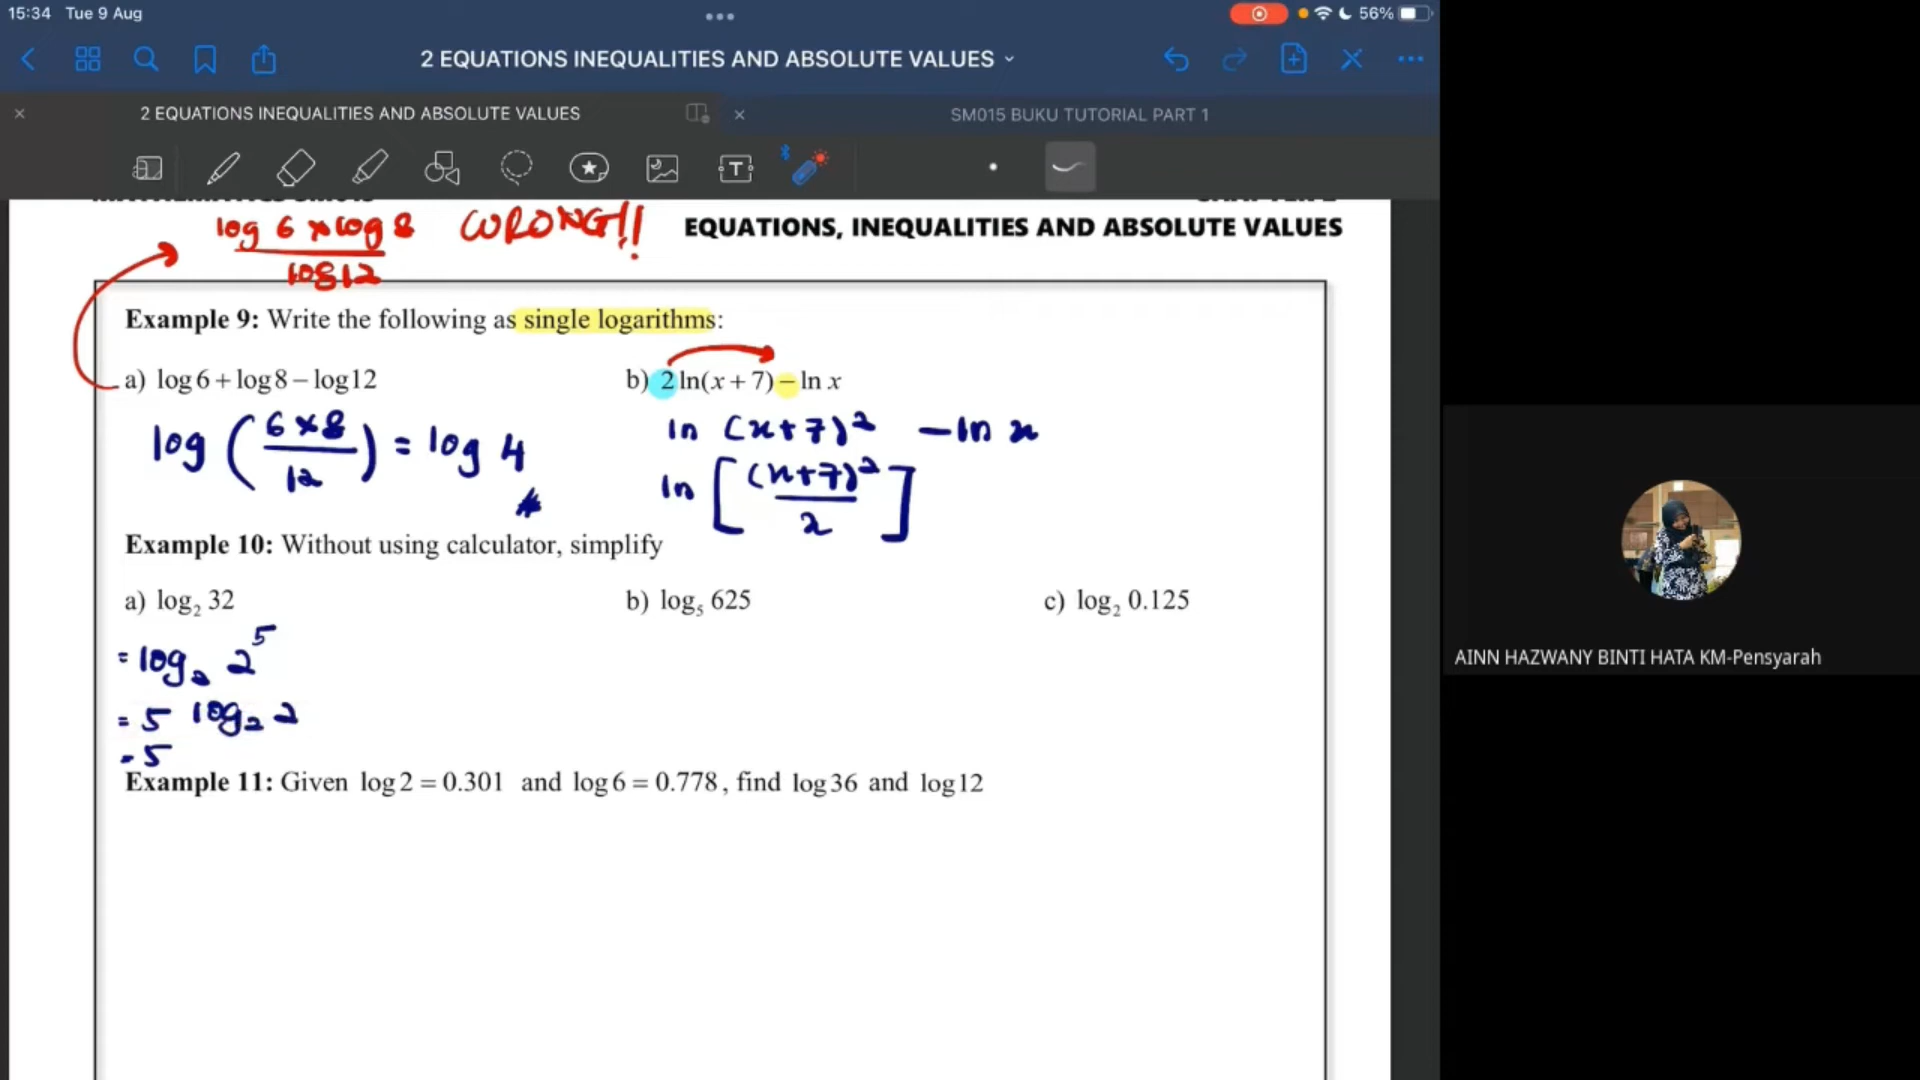 15:34 Tue 9 Aug
56%
2 EQUATIONS INEQUALITIES AND ABSOLUTE VALUES
2 EQUATIONS INEQUALITIES AND ABSOLUTE VALUES
SM015 BUKU TUTORIAL PART 1
log 6 x log 8 WRONG!!
log 12
EQUATIONS, INEQUALITIES AND ABSOLUTE VALUES
Example 9: Write the following as single logarithms:
a) log 6 + log 8 − log 12 b) 2 ln(x + 7) − ln x
log (6 x 8 / 12) = log 4
ln (x+7)² − ln x
ln [(x+7)² / x]
Example 10: Without using calculator, simplify
a) log₂ 32 b) log₅ 625 c) log₂ 0.125
= log₂ 2⁵
= 5 log₂ 2
= 5
Example 11: Given log 2 = 0.301 and log 6 = 0.778, find log 36 and log 12
AINN HAZWANY BINTI HATA KM-Pensyarah